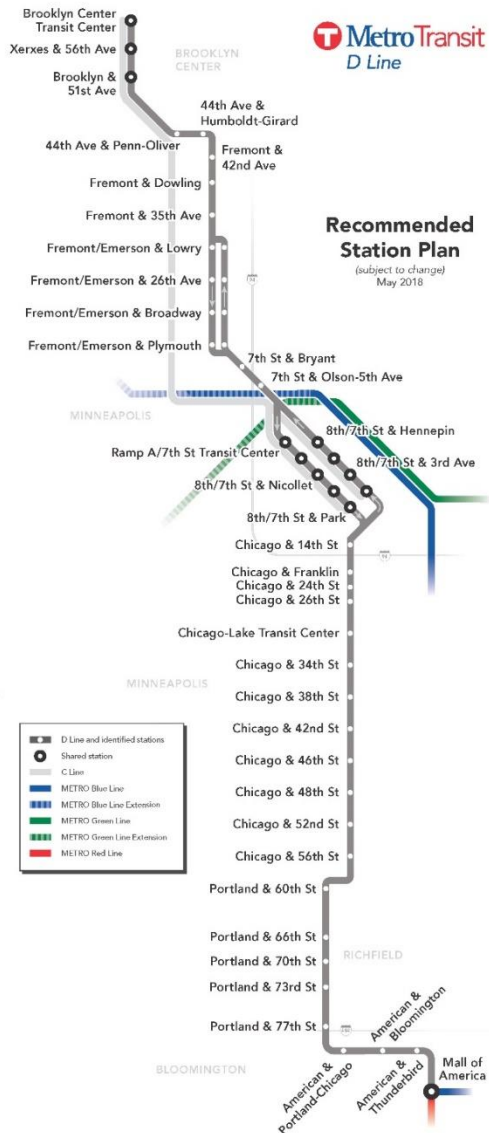 Brooklyn Center
Transit Center
Xerxes & 56th Ave
Brooklyn &
51st Ave
BROOKLYN
CENTER
T MetroTransit
D Line
44th Ave &
Humboldt-Girard
44th Ave & Penn-Oliver
Fremont &
42nd Ave
Fremont & Dowling
Fremont & 35th Ave
Recommended
Station Plan
(subject to change)
May 2018
Fremont/Emerson & Lowry
Fremont/Emerson & 26th Ave
94
Fremont/Emerson & Broadway
Fremont/Emerson & Plymouth
7th St & Bryant
7th St & Olson-5th Ave
MINNEAPOLIS
8th/7th St & Hennepin
Ramp A/7th St Transit Center
8th/7th St & 3rd Ave
8th/7th St & Nicollet
8th/7th St & Park
Chicago & 14th St
94
Chicago & Franklin
Chicago & 24th St
Chicago & 26th St
Chicago-Lake Transit Center
Chicago & 34th St
MINNEAPOLIS
Chicago & 38th St
Chicago & 42nd St
Chicago & 46th St
Chicago & 48th St
Chicago & 52nd St
Chicago & 56th St
D Line and identified stations
Shared station
C Line
METRO Blue Line
METRO Blue Line Extension
METRO Green Line
METRO Green Line Extension
METRO Red Line
Portland & 60th St
Portland & 66th St
Portland & 70th St
RICHFIELD
Portland & 73rd St
Portland & 77th St
American &
Bloomington
BLOOMINGTON
American &
Portland-Chicago
American &
Thunderbird
Mall of
America